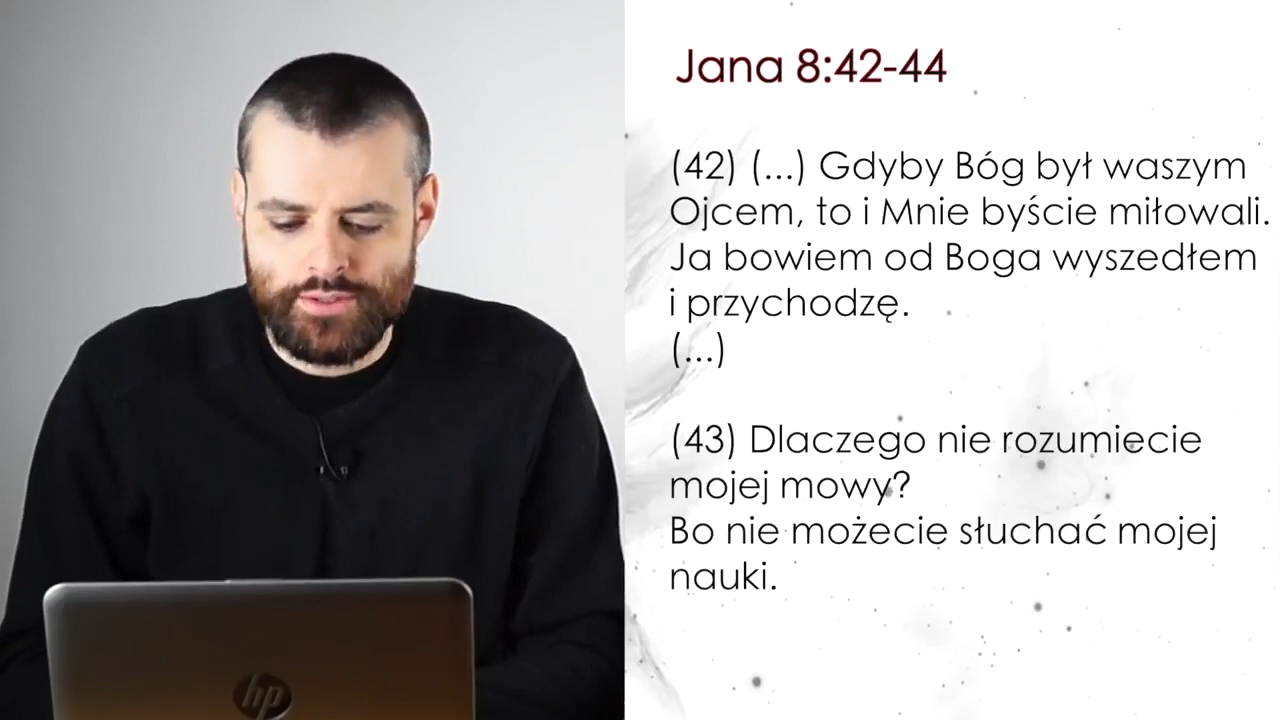 Jana 8:42-44
(42) (...) Gdyby Bóg był waszym
Ojcem, to i Mnie byście miłowali.
Ja bowiem od Boga wyszedłem
i przychodzę.
(...)
(43) Dlaczego nie rozumiecie
mojej mowy?
Bo nie możecie słuchać mojej
nauki.
hp